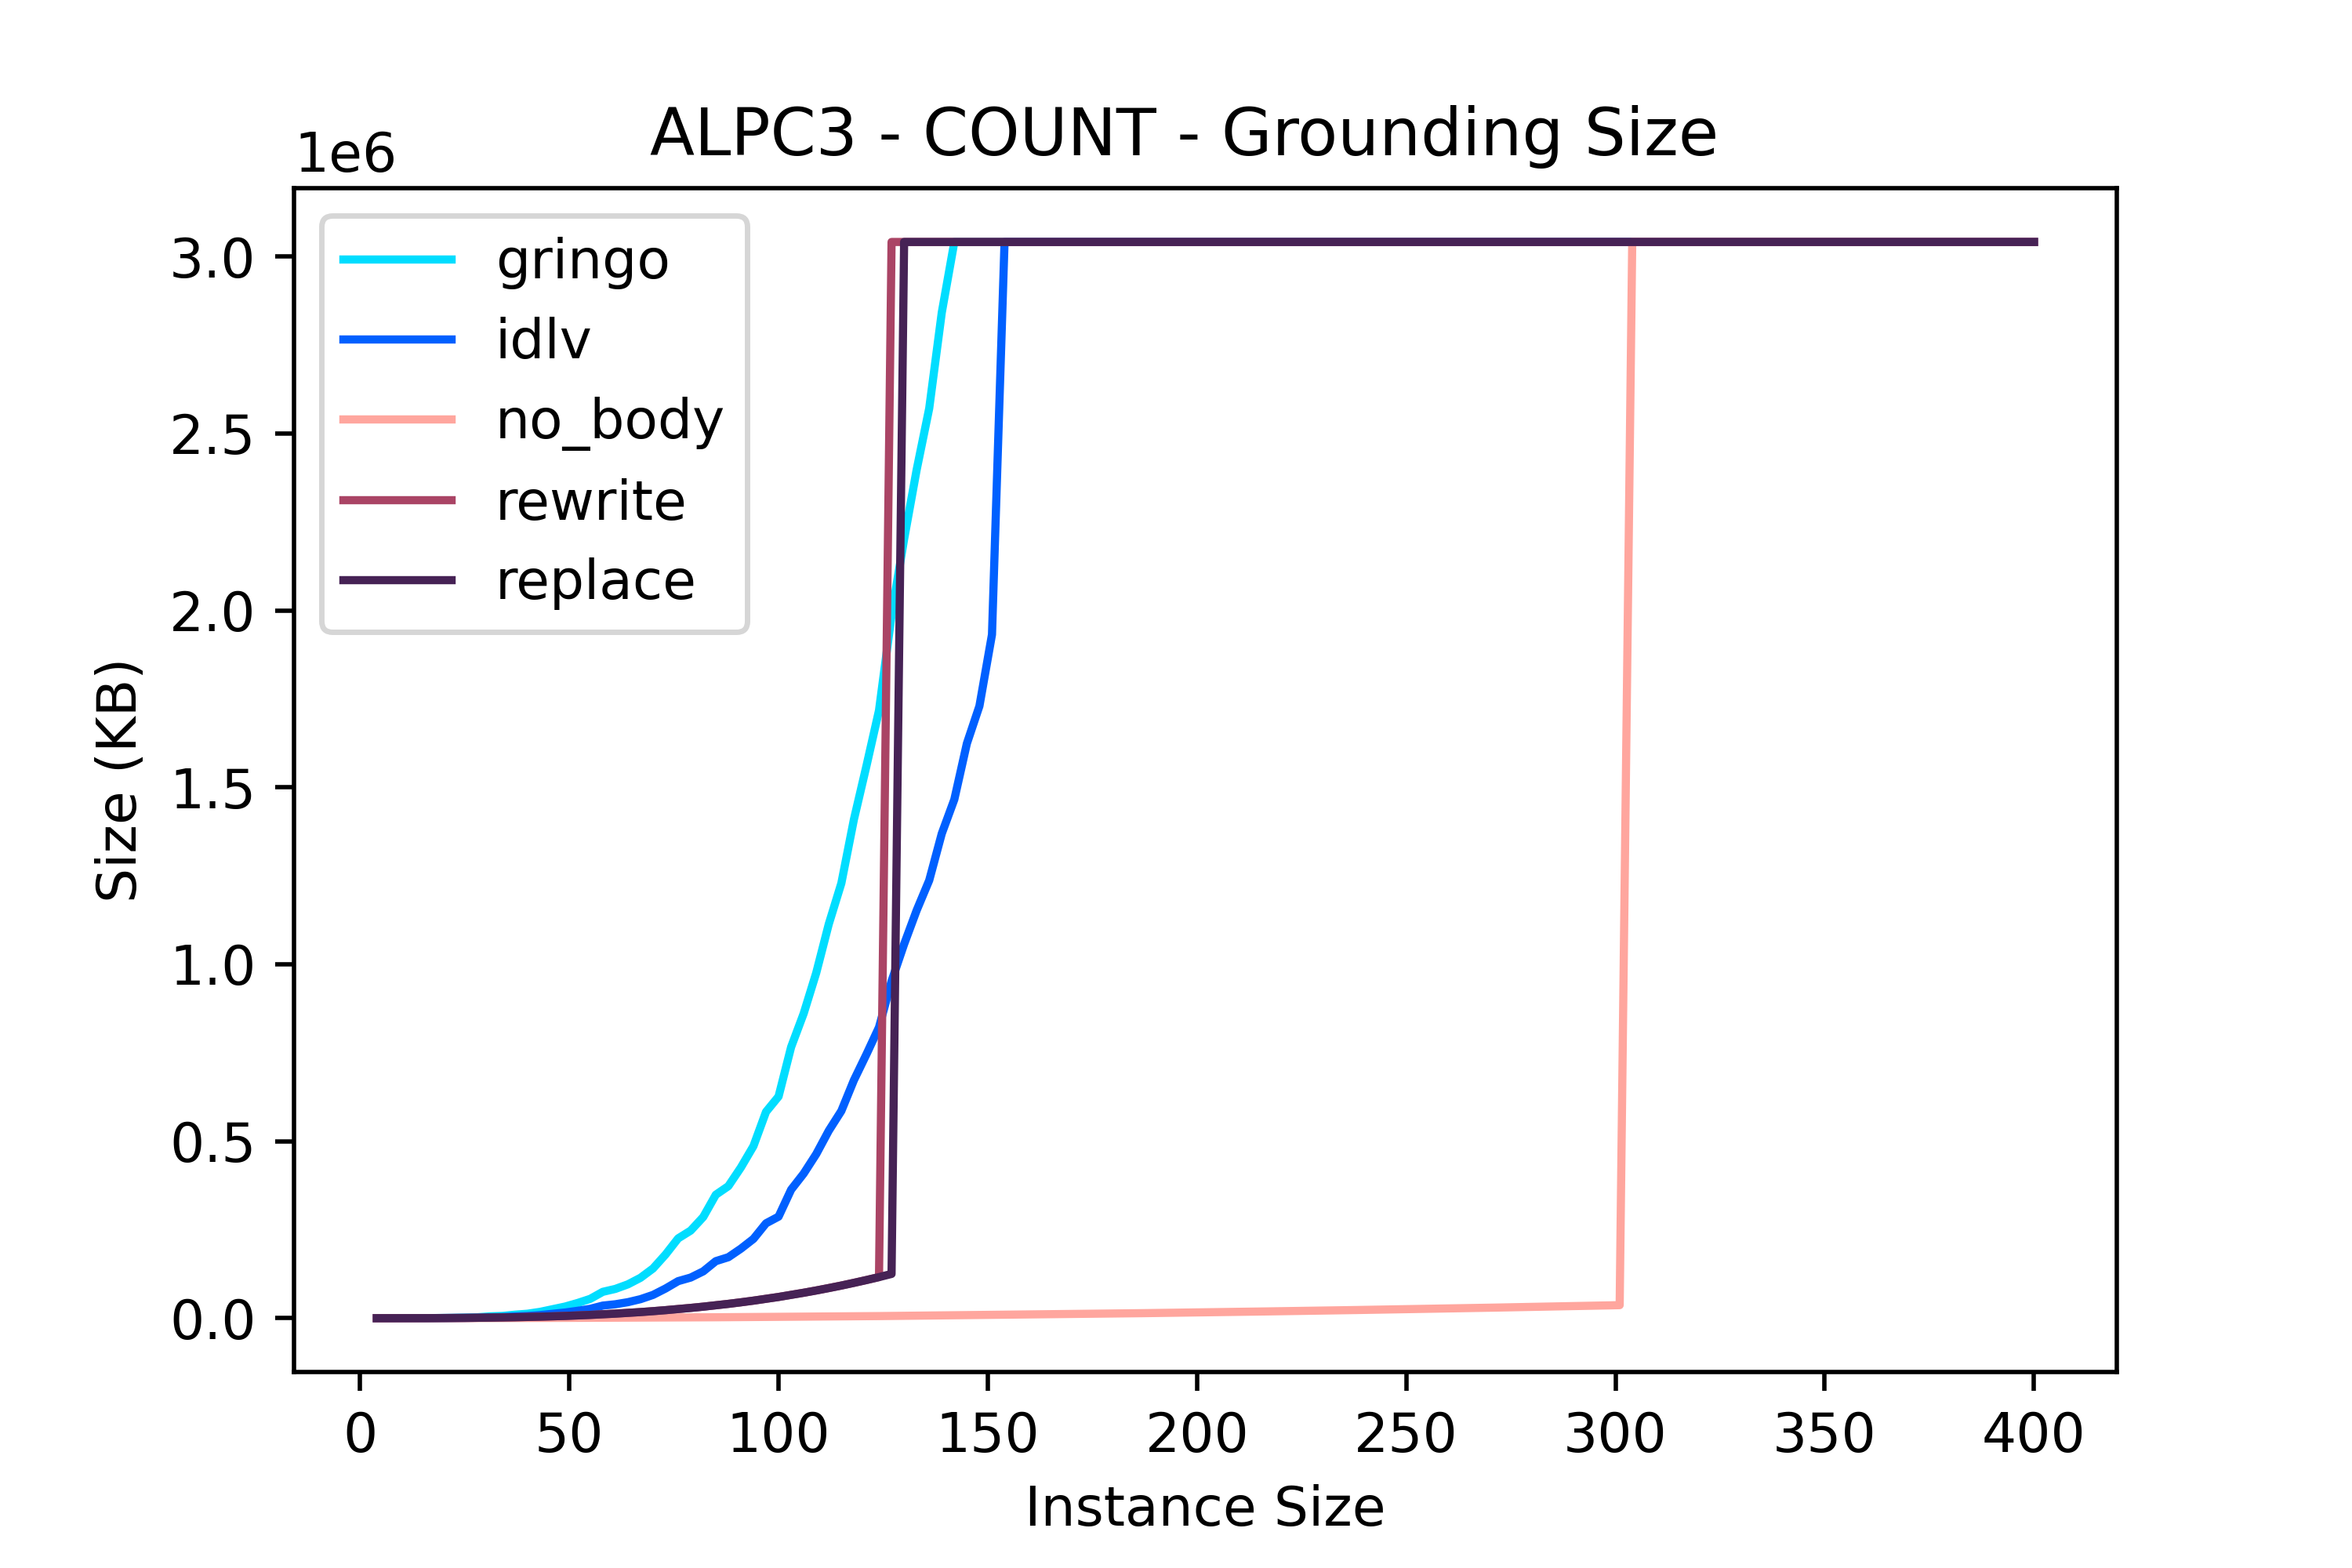 ALPC3 - COUNT - Grounding Size
1e6
3.0
2.5
2.0
1.5
1.0
0.5
0.0
Size (KB)
gringo
idlv
no_body
rewrite
replace
0 50 100 150 200 250 300 350 400
Instance Size